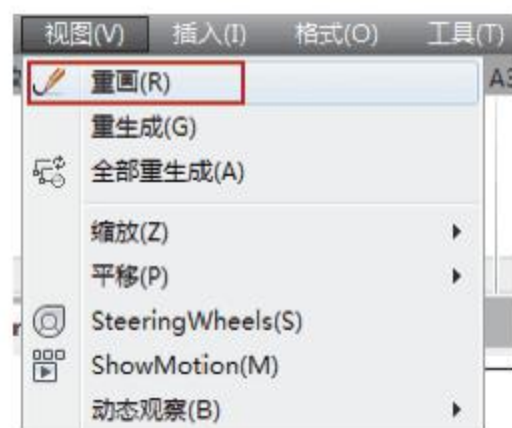 视图(V) 插入(I) 格式(O) 工具(T)
重画(R)
重生成(G)
全部重生成(A)
缩放(Z)
平移(P)
SteeringWheels(S)
ShowMotion(M)
动态观察(B)